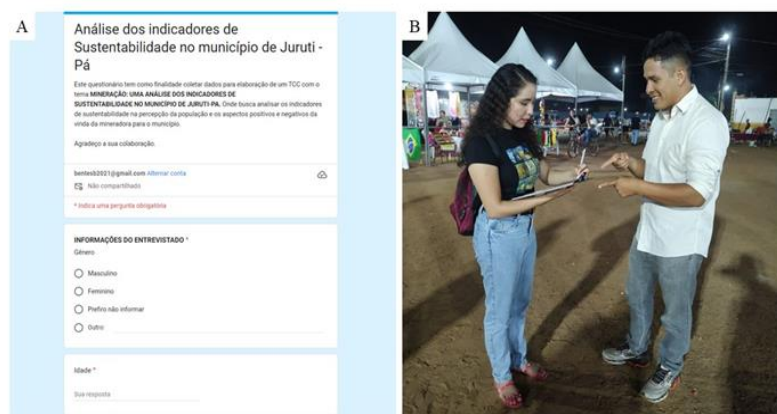 A
Análise dos indicadores de
Sustentabilidade no município de Juruti -
Pá
Este questionário tem como finalidade coletar dados para elaboração de um TCC com o
tema MINERAÇÃO: UMA ANÁLISE DOS INDICADORES DE
SUSTENTABILIDADE NO MUNICÍPIO DE JURUTI-PA. Onde busca analisar os indicadores
de sustentabilidade na percepção da população e os aspectos positivos e negativos da
vinda da mineradora para o município.
Agradeço a sua colaboração.
bentesb2021@gmail.com Alternar conta
Não compartilhado
* Indica uma pergunta obrigatória
INFORMAÇÕES DO ENTREVISTADO *
Gênero
Masculino
Feminino
Prefiro não informar
Outro:
Idade *
Sua resposta
B